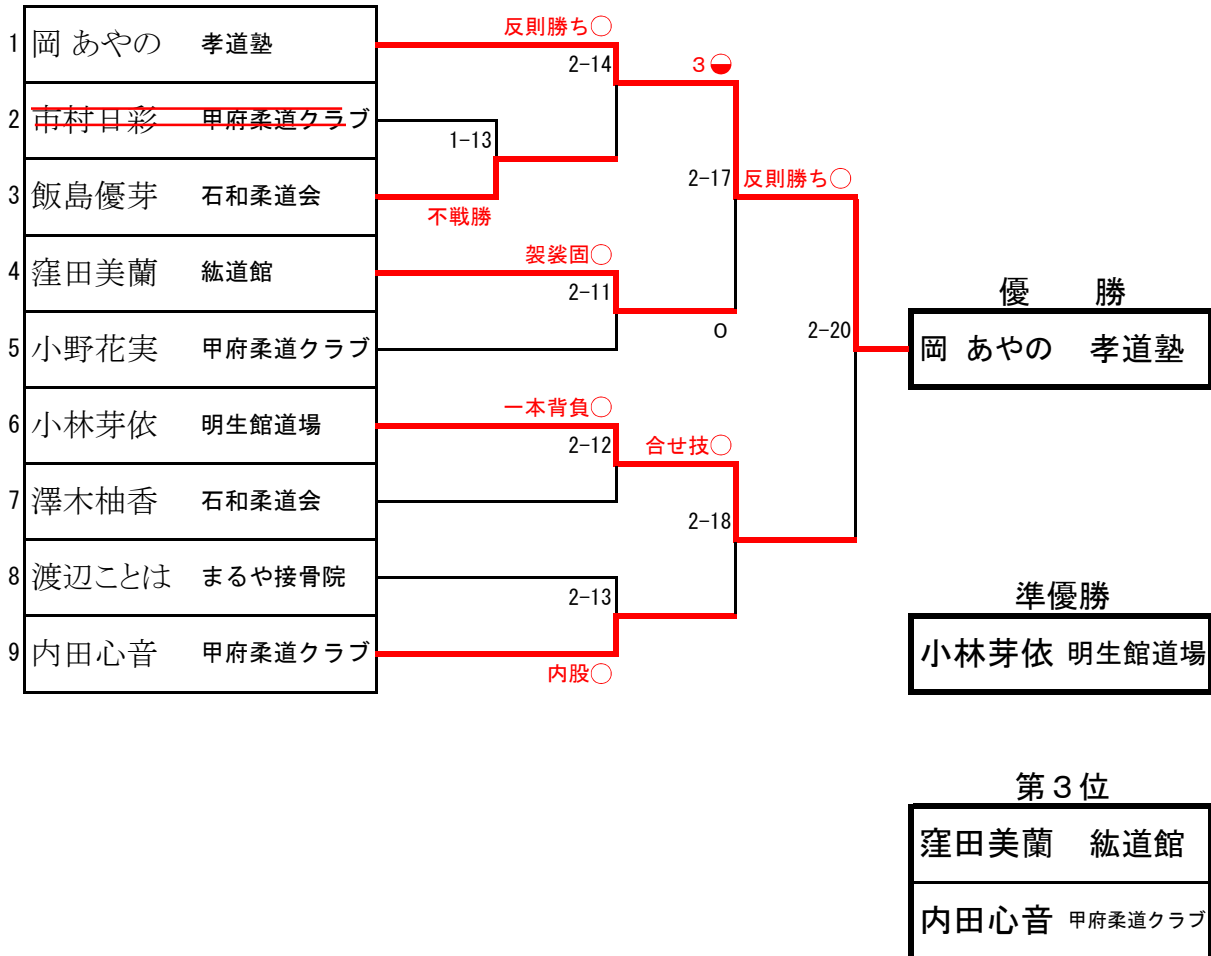 反則勝ち○
1 岡 あやの 孝道塾
2-14
3
2 市村日彩 甲府柔道クラブ
1-13
2-17 反則勝ち○
3 飯島優芽 石和柔道会
不戦勝
袈裟固○
4 窪田美蘭 紘道館
2-11
優 勝
0
2-20
5 小野花実 甲府柔道クラブ
岡 あやの 孝道塾
一本背負○
6 小林芽依 明生館道場
2-12
合せ技○
7 澤木柚香 石和柔道会
2-18
8 渡辺ことは まるや接骨院
2-13
準優勝
9 内田心音 甲府柔道クラブ
小林芽依 明生館道場
内股○
第3位
窪田美蘭 紘道館
内田心音 甲府柔道クラブ